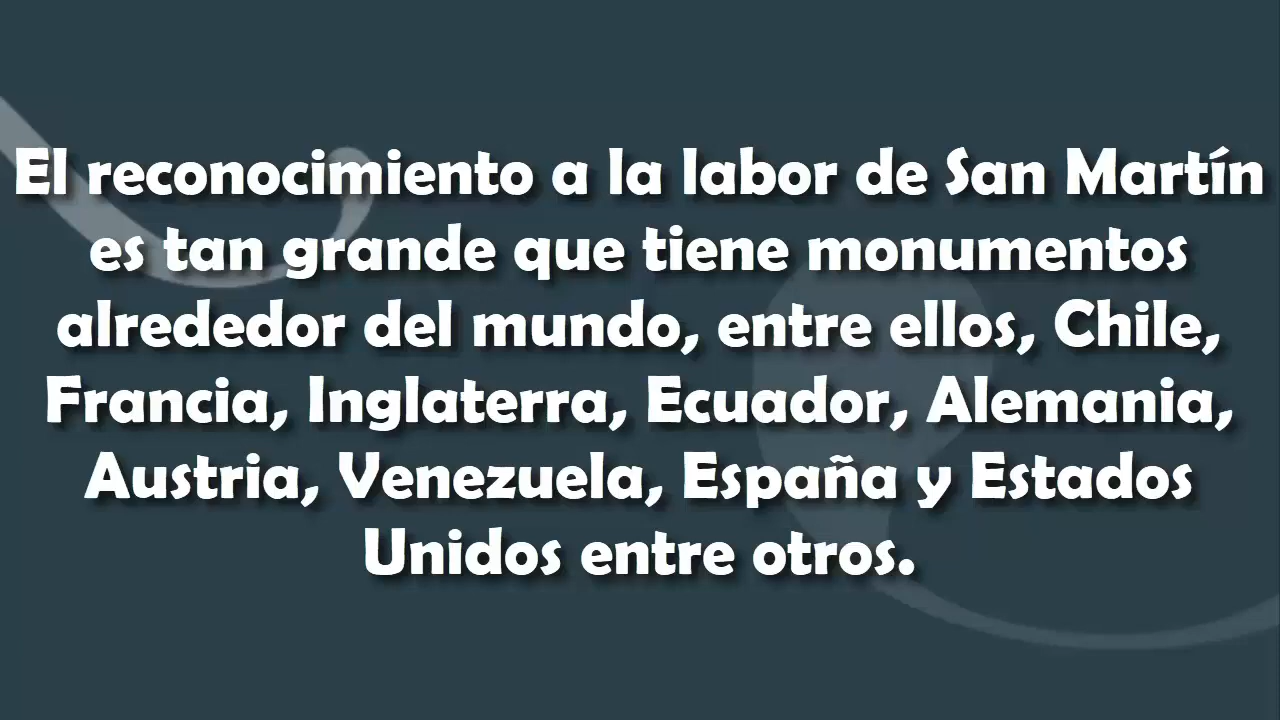 El reconocimiento a la labor de San Martín
es tan grande que tiene monumentos
alrededor del mundo, entre ellos, Chile,
Francia, Inglaterra, Ecuador, Alemania,
Austria, Venezuela, España y Estados
Unidos entre otros.